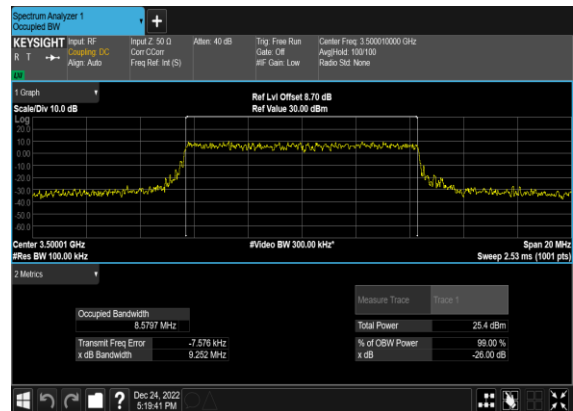 Spectrum Analyzer 1
Occupied BW
+
KEYSIGHT
R T
LW
Input: RF
Coupling: DC
Align: Auto
Input Z: 50 Ω
Corr CCorr
Freq Ref: Int (S)
Atten: 40 dB
Trig: Free Run
Gate: Off
#IF Gain: Low
Center Freq: 3.500010000 GHz
Avg|Hold: 100/100
Radio Std: None
1 Graph
Scale/Div 10.0 dB
Ref Lvl Offset 8.70 dB
Ref Value 30.00 dBm
Log
20.0
10.0
0.00
-10.0
-20.0
-30.0
-40.0
-50.0
-60.0
Center 3.50001 GHz
#Res BW 100.00 kHz
#Video BW 300.00 kHz*
Span 20 MHz
Sweep 2.53 ms (1001 pts)
2 Metrics
Measure Trace Trace 1
Occupied Bandwidth
8.5797 MHz
Total Power 25.4 dBm
Transmit Freq Error -7.576 kHz
% of OBW Power 99.00 %
x dB Bandwidth 9.252 MHz
x dB -26.00 dB
?
Dec 24, 2022
5:19:41 PM